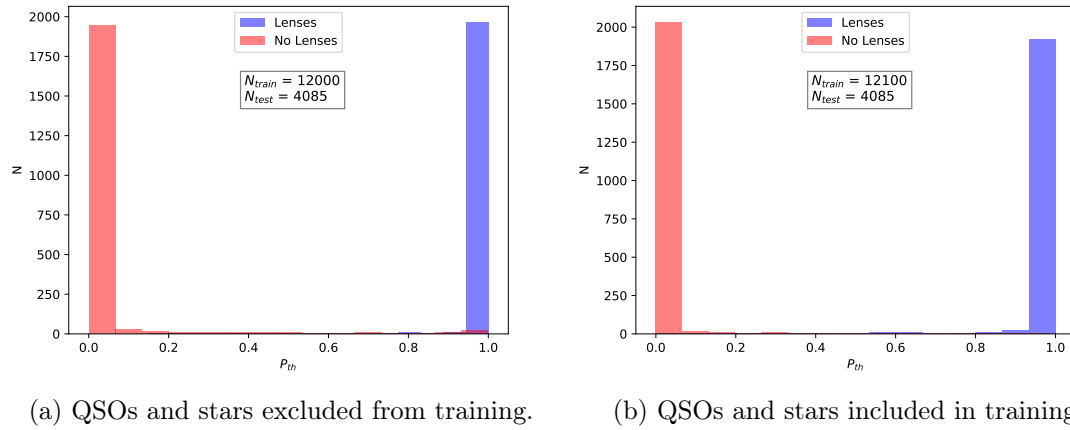 2000
1750
1500
1250
1000
750
500
250
0
N
0.0 0.2 0.4 0.6 0.8 1.0
P_th
Lenses
No Lenses
N_train = 12000
N_test = 4085
(a) QSOs and stars excluded from training.
2000
1750
1500
1250
1000
750
500
250
0
N
0.0 0.2 0.4 0.6 0.8 1.0
P_th
Lenses
No Lenses
N_train = 12100
N_test = 4085
(b) QSOs and stars included in training